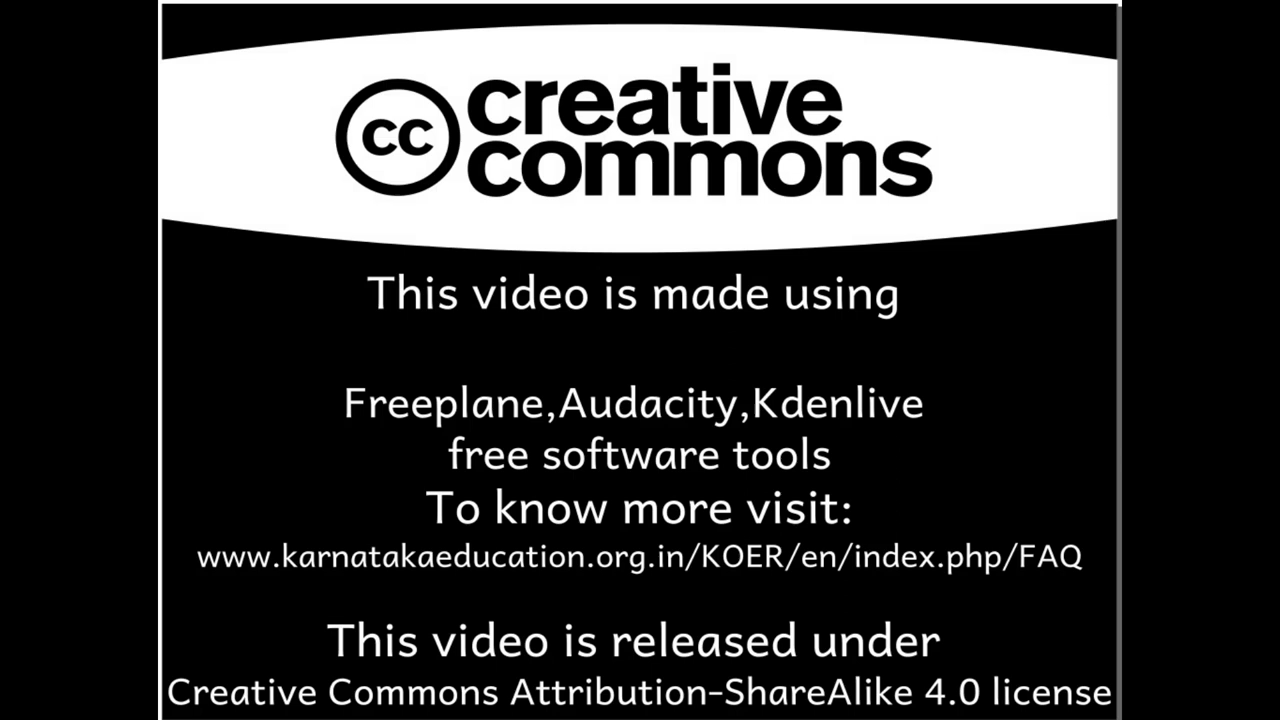 cc creative
commons
This video is made using
Freeplane,Audacity,Kdenlive
free software tools
To know more visit:
www.karnatakaeducation.org.in/KOER/en/index.php/FAQ
This video is released under
Creative Commons Attribution-ShareAlike 4.0 license